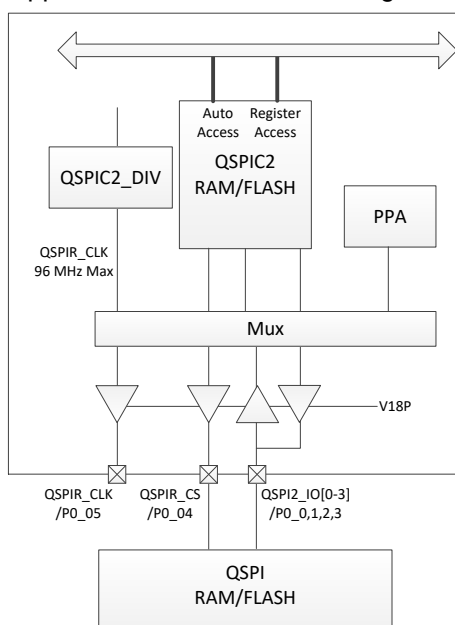 Auto Register
Access Access
QSPIC2
RAM/FLASH
QSPIC2_DIV
PPA
QSPIR_CLK
96 MHz Max
Mux
V18P
QSPIR_CLK QSPIR_CS QSPI2_IO[0-3]
/P0_05 /P0_04 /P0_0,1,2,3
QSPI
RAM/FLASH